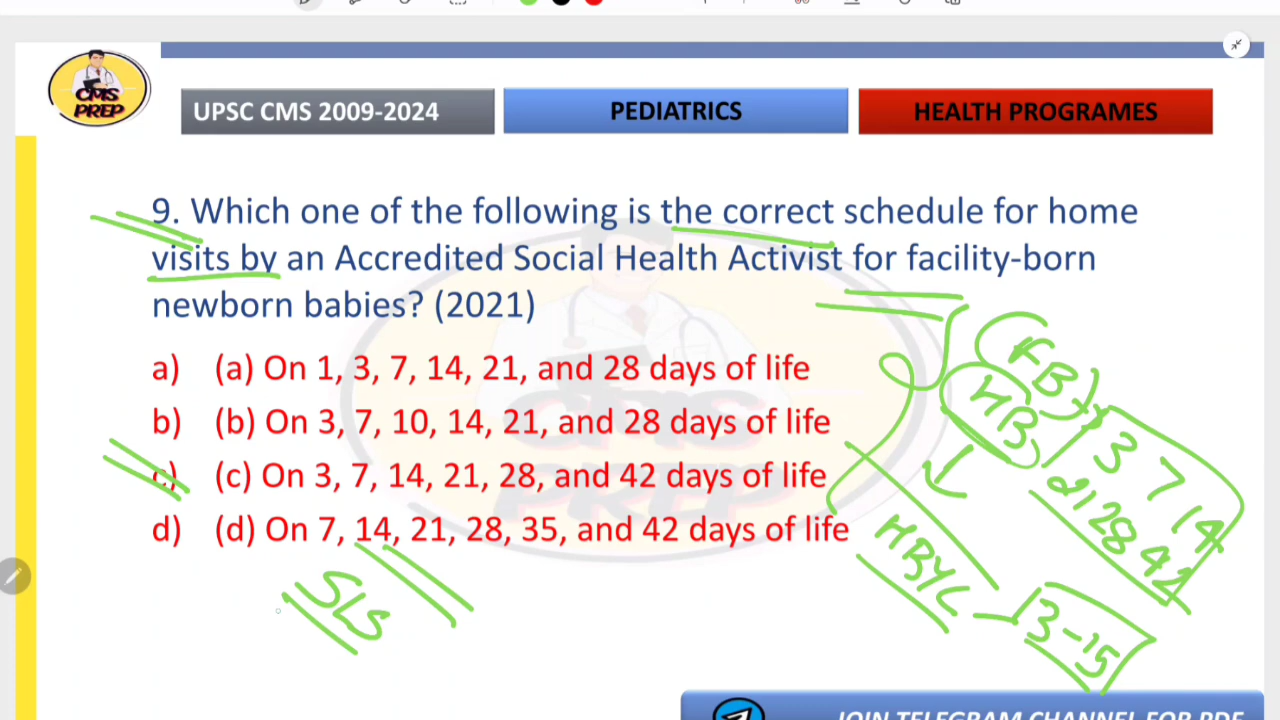 CMS
PREP
UPSC CMS 2009-2024
PEDIATRICS
HEALTH PROGRAMES
9. Which one of the following is the correct schedule for home
visits by an Accredited Social Health Activist for facility-born
newborn babies? (2021)
a) (a) On 1, 3, 7, 14, 21, and 28 days of life
b) (b) On 3, 7, 10, 14, 21, and 28 days of life
c) (c) On 3, 7, 14, 21, 28, and 42 days of life
d) (d) On 7, 14, 21, 28, 35, and 42 days of life
HB
3 7 14
21 28 42
HBYC
3-15
SLS
JOIN TELEGRAM CHANNEL FOR PDF